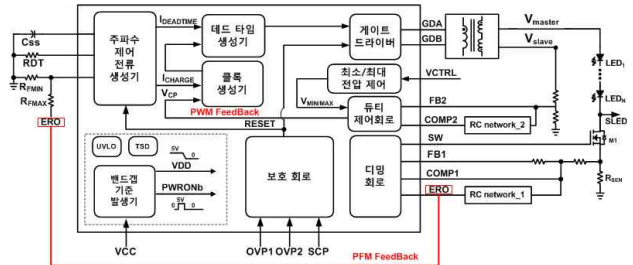 Css
RDT
RFMIN
RFMAX
ERO
주파수
제어
전류
생성기
IDEADTIME
ICHARGE
VCP
데드 타임
생성기
클록
생성기
PWM FeedBack
RESET
게이트
드라이버
GDA
GDB
Vmaster
Vslave
최소/최대
전압 제어
VCTRL
VMINIMAX
듀티
제어회로
FB2
COMP2
RC network_2
LED1
LEDN
SLED
M1
RSEN
SW
FB1
COMP1
디밍
회로
ERO
RC network_1
UVLO
TSD
5V
0
VDD
밴드갭
기준
발생기
PWRONb
5V
0
0
보호 회로
VCC
OVP1
OVP2
SCP
PFM FeedBack